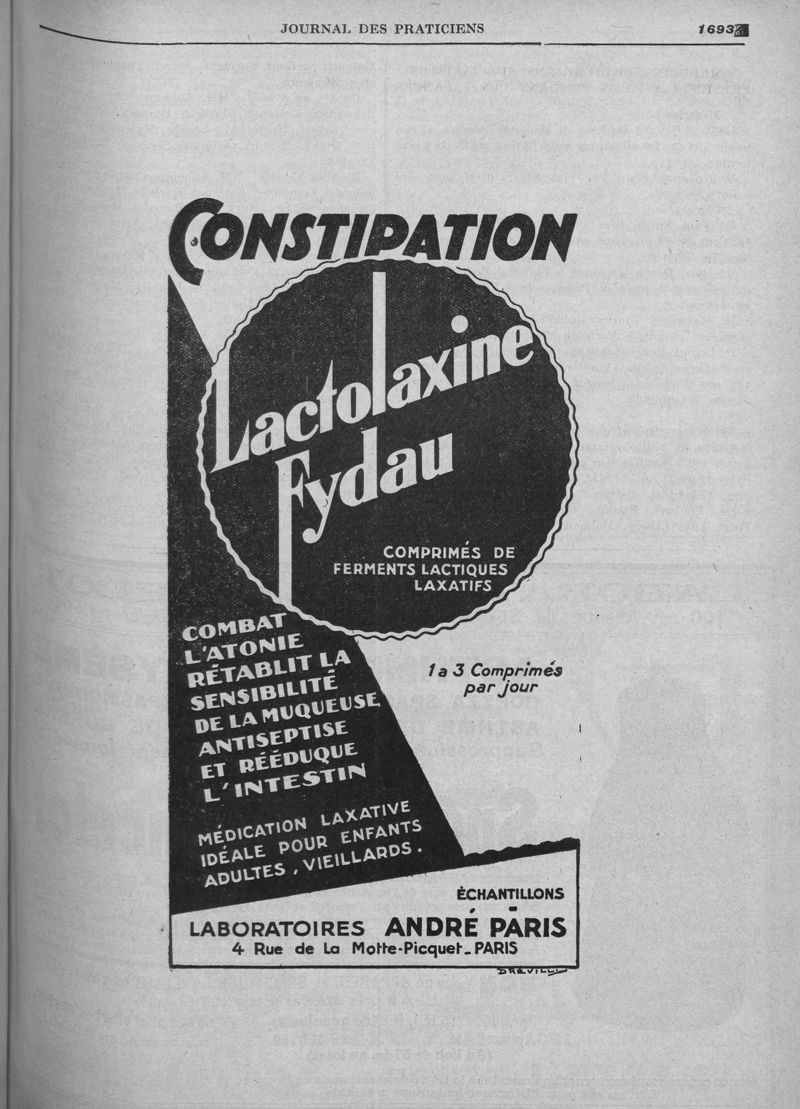 JOURNAL DES PRATICIENS 1693
CONSTIPATION
Lactolaxine
Fydau
COMPRIMÉS DE
FERMENTS LACTIQUES
LAXATIFS
COMBAT
L'ATONIE
RÉTABLIT LA
SENSIBILITÉ
DE LA MUQUEUSE
ANTISEPTISE
ET RÉÉDUQUE
L'INTESTIN
1 a 3 Comprimés
par jour
MÉDICATION LAXATIVE
IDÉALE POUR ENFANTS
ADULTES, VIEILLARDS.
ÉCHANTILLONS
LABORATOIRES ANDRÉ PARIS
4 Rue de La Motte-Picquet_PARIS